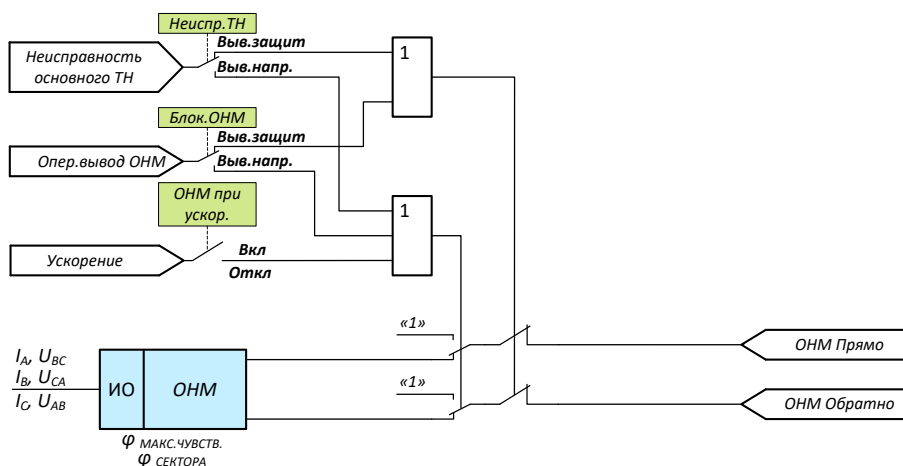 Неиспр.ТН
Неисправность
основного ТН
Выв.защит
Выв.напр.
1
Блок.ОНМ
Опер.вывод ОНМ
Выв.защит
Выв.напр.
ОНМ при
ускор.
1
Ускорение
Вкл
Откл
«1»
ОНМ Прямо
IA, UBC
IB, UCA
IC, UAB
ИО
ОНМ
«1»
ОНМ Обратно
φ МАКС.ЧУВСТВ.
φ СЕКТОРА